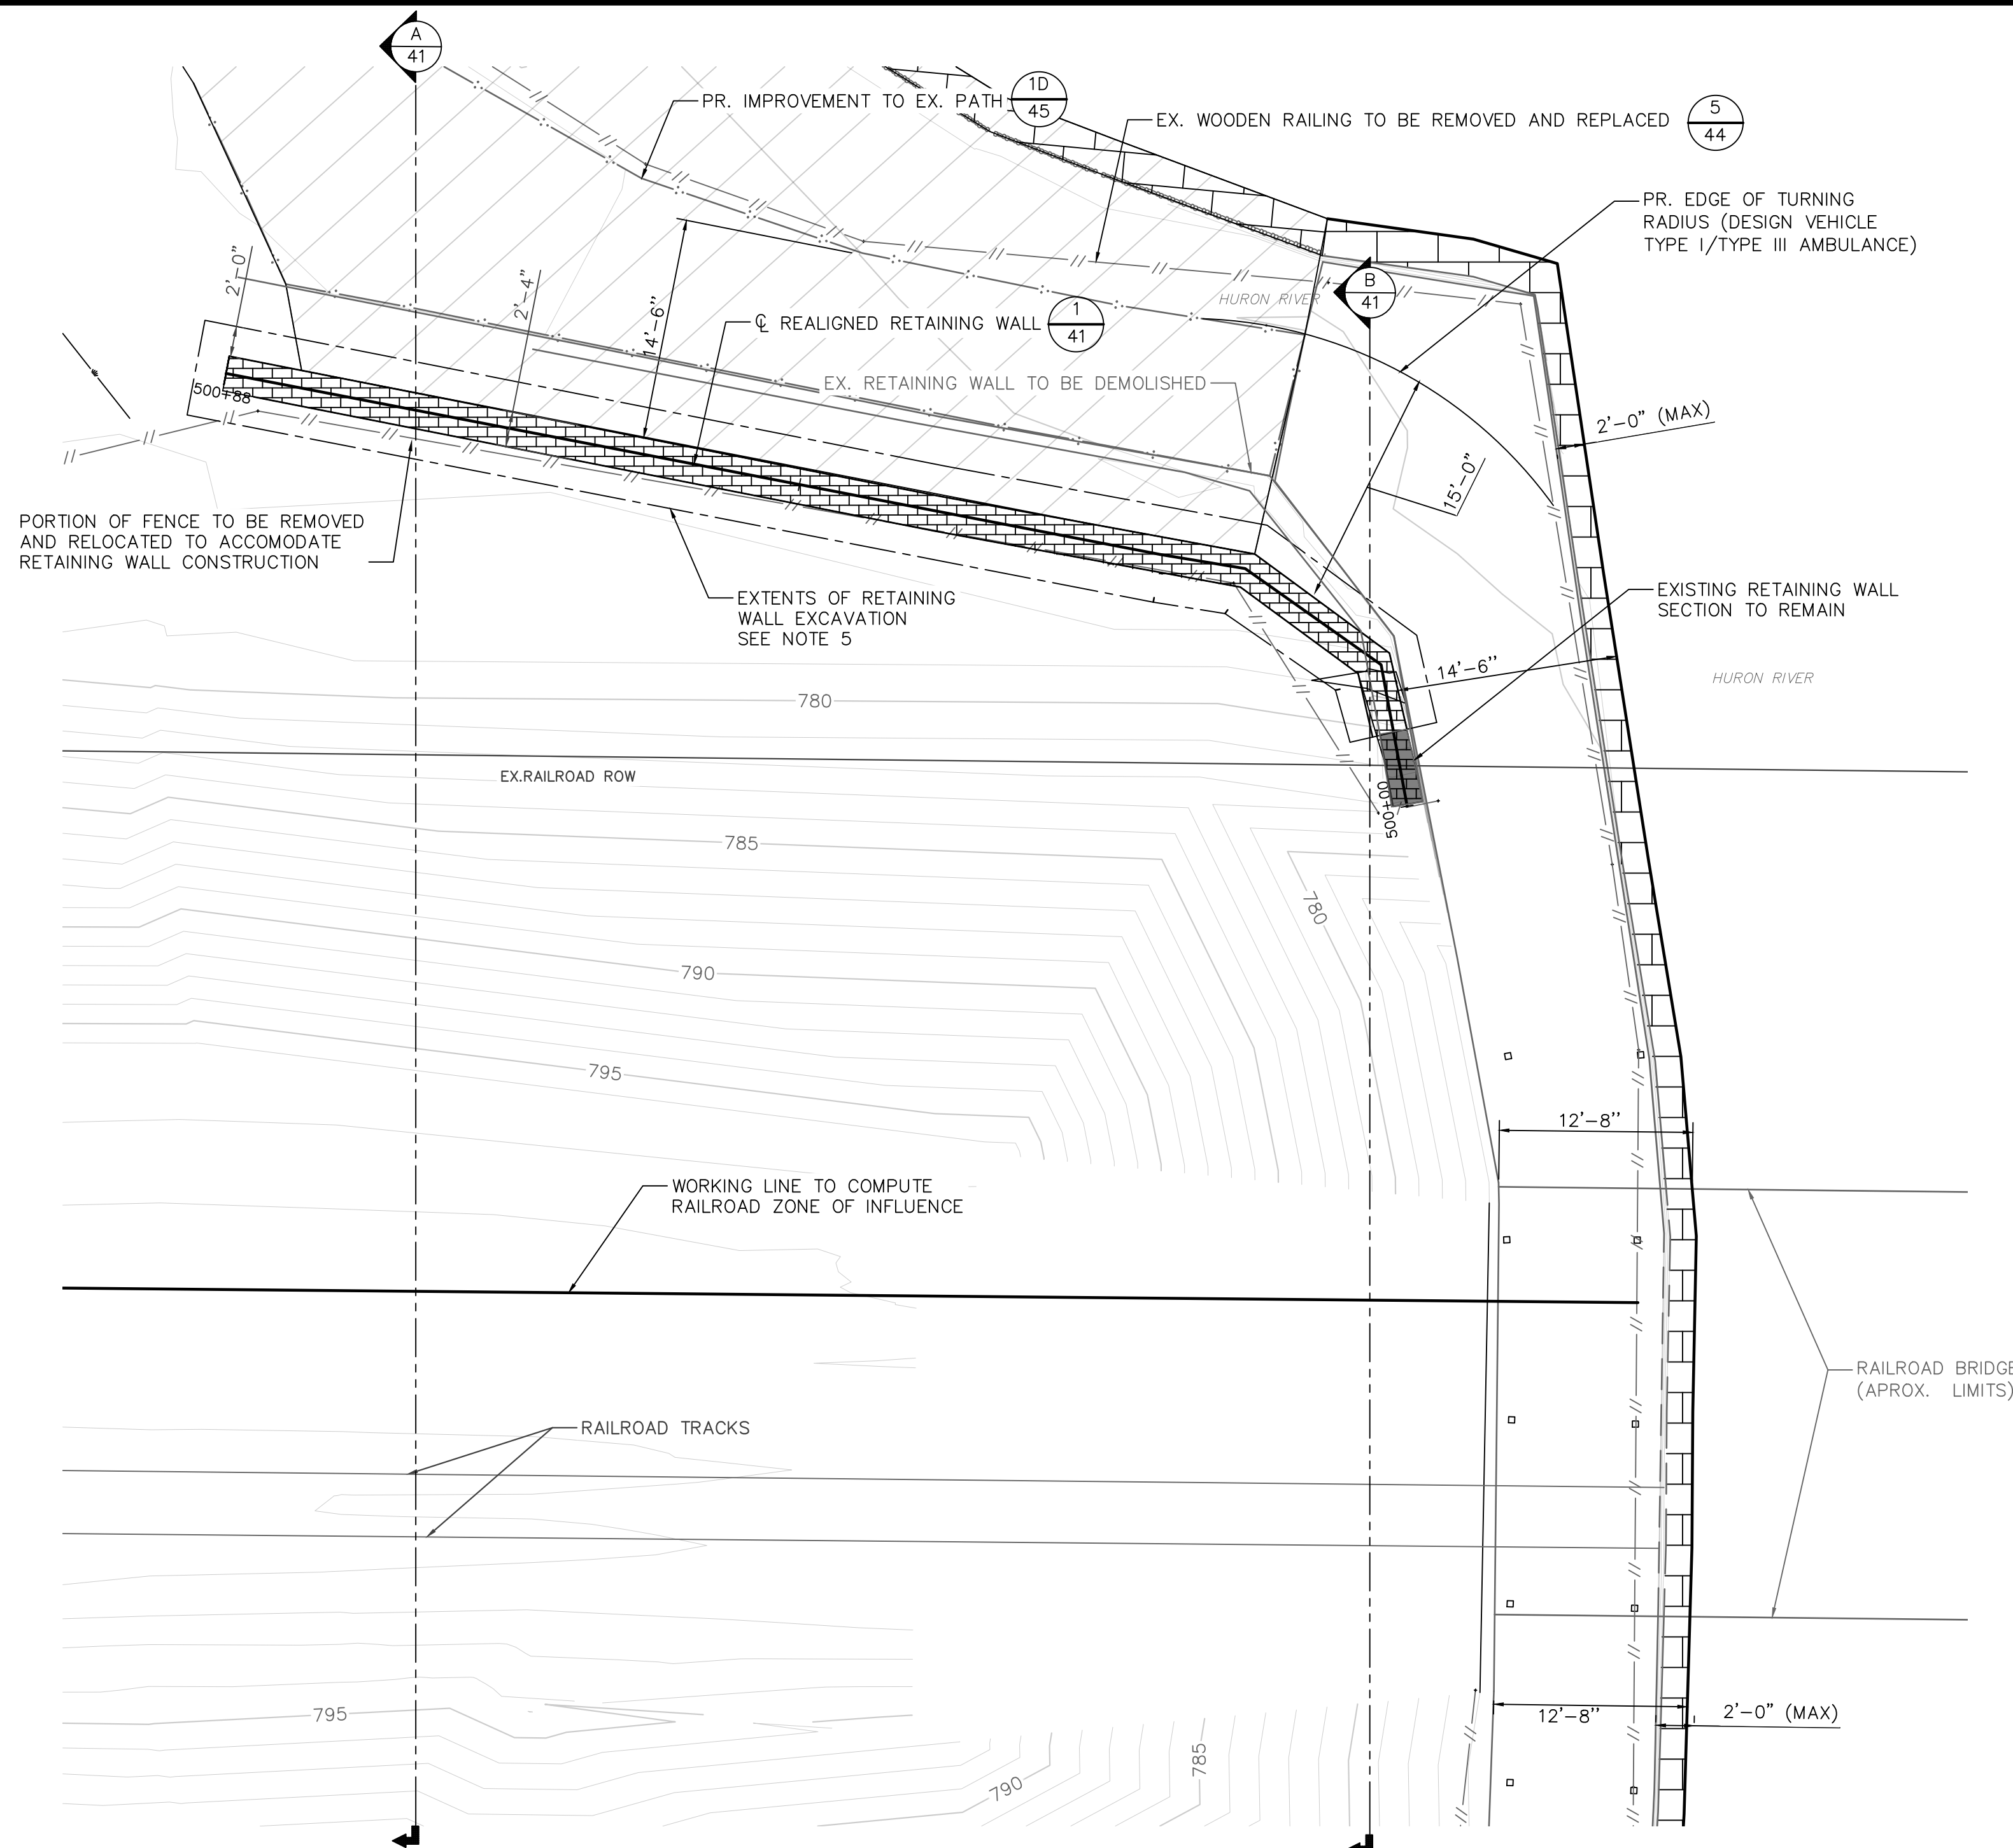 A
41
PR. IMPROVEMENT TO EX. PATH
1D
45
EX. WOODEN RAILING TO BE REMOVED AND REPLACED
5
44
PR. EDGE OF TURNING
RADIUS (DESIGN VEHICLE
TYPE I/TYPE III AMBULANCE)
2'-0"
2'-4"
14'-6"
℄ REALIGNED RETAINING WALL
1
41
HURON RIVER
B
41
EX. RETAINING WALL TO BE DEMOLISHED
500+88
2'-0" (MAX)
15'-0"
PORTION OF FENCE TO BE REMOVED
AND RELOCATED TO ACCOMODATE
RETAINING WALL CONSTRUCTION
EXTENTS OF RETAINING
WALL EXCAVATION
SEE NOTE 5
EXISTING RETAINING WALL
SECTION TO REMAIN
14'-6"
HURON RIVER
780
EX.RAILROAD ROW
500+00
785
780
790
795
12'-8"
WORKING LINE TO COMPUTE
RAILROAD ZONE OF INFLUENCE
RAILROAD BRIDGE
(APROX. LIMITS)
RAILROAD TRACKS
795
12'-8"
2'-0" (MAX)
785
790